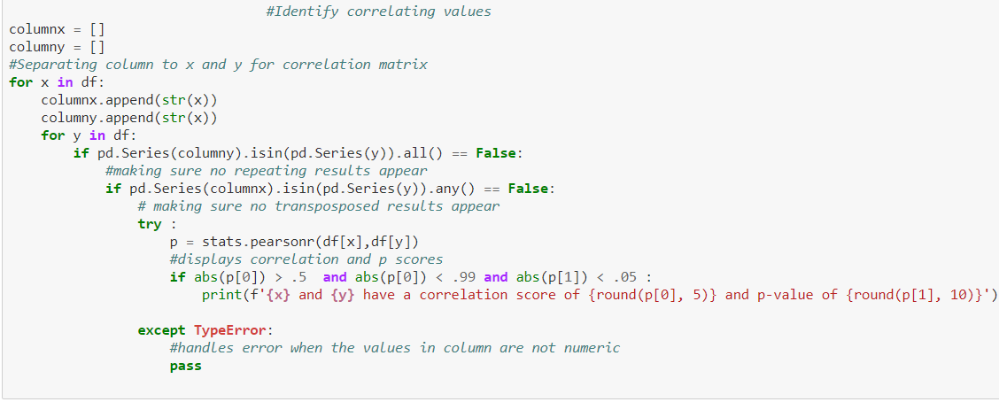 #Identify correlating values
columnx = []
columny = []
#Separating column to x and y for correlation matrix
for x in df:
    columnx.append(str(x))
    columny.append(str(x))
    for y in df:
        if pd.Series(columny).isin(pd.Series(y)).all() == False:
            #making sure no repeating results appear
            if pd.Series(columnx).isin(pd.Series(y)).any() == False:
                # making sure no transposposed results appear
                try :
                    p = stats.pearsonr(df[x],df[y])
                    #displays correlation and p scores
                    if abs(p[0]) > .5  and abs(p[0]) < .99 and abs(p[1]) < .05 :
                        print(f'{x} and {y} have a correlation score of {round(p[0], 5)} and p-value of {round(p[1], 10)}')
                except TypeError:
                    #handles error when the values in column are not numeric
                    pass